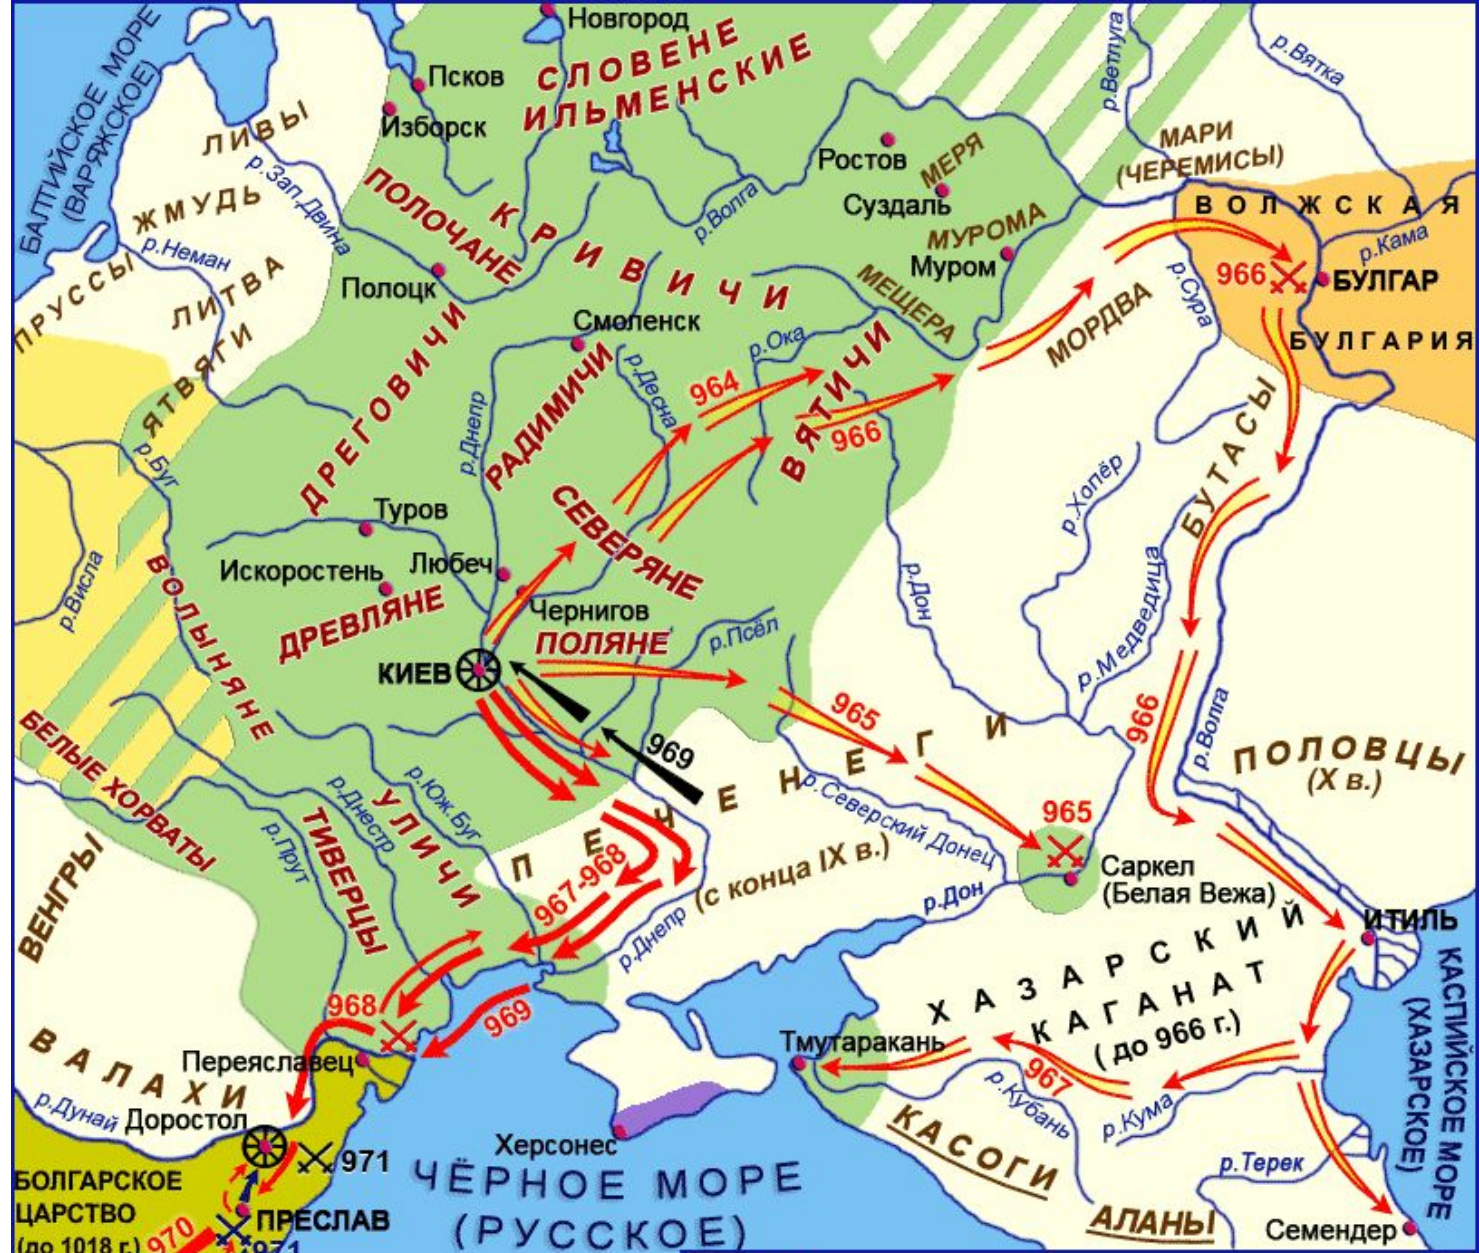 Новгород
БАЛТИЙСКОЕ МОРЕ
(ВАРЯЖСКОЕ)
Псков
СЛОВЕНЕ
ИЛЬМЕНСКИЕ
Изборск
р.Ветлуга
р.Вятка
ЛИВЫ
р.Зап.Двина
ЖМУДЬ
р.Неман
ПРУССЫ
ЛИТВА
ЯТВЯГИ
ПОЛОЧАНЕ
КРИВИЧИ
Полоцк
р.Волга
Ростов
МЕРЯ
Суздаль
МУРОМА
Муром
МЕЩЕРА
МАРИ
(ЧЕРЕМИСЫ)
ВОЛЖСКАЯ
р.Кама
966
БУЛГАР
БУЛГАРИЯ
р.Сура
МОРДВА
Смоленск
р.Ока
р.Десна
р.Днепр
ДРЕГОВИЧИ
РАДИМИЧИ
964
ВЯТИЧИ
966
БУТАСЫ
р.Хопёр
р.Буг
Туров
СЕВЕРЯНЕ
Искоростень
Любеч
Чернигов
ДРЕВЛЯНЕ
ПОЛЯНЕ
КИЕВ
р.Висла
ВОЛЫНЯНЕ
р.Псёл
р.Дон
р.Медведица
966
р.Волга
ПОЛОВЦЫ
(X в.)
БЕЛЫЕ ХОРВАТЫ
965
969
ПЕЧЕНЕГИ
(с конца IX в.)
р.Северский Донец
965
Саркел
(Белая Вежа)
р.Дон
р.Днестр
р.Юж.Буг
УЛИЧИ
ТИВЕРЦЫ
р.Прут
ВЕНГРЫ
967-968
р.Днепр
ИТИЛЬ
ХАЗАРСКИЙ
КАГАНАТ
(до 966 г.)
КАСПИЙСКОЕ МОРЕ
(ХАЗАРСКОЕ)
968
969
Переяславец
ВАЛАХИ
р.Дунай
Доростол
971
Тмутаракань
967
р.Кубань
р.Кума
КАСОГИ
Херсонес
ЧЁРНОЕ МОРЕ
(РУССКОЕ)
р.Терек
АЛАНЫ
Семендер
БОЛГАРСКОЕ
ЦАРСТВО
(до 1018 г.)
970
ПРЕСЛАВ
971